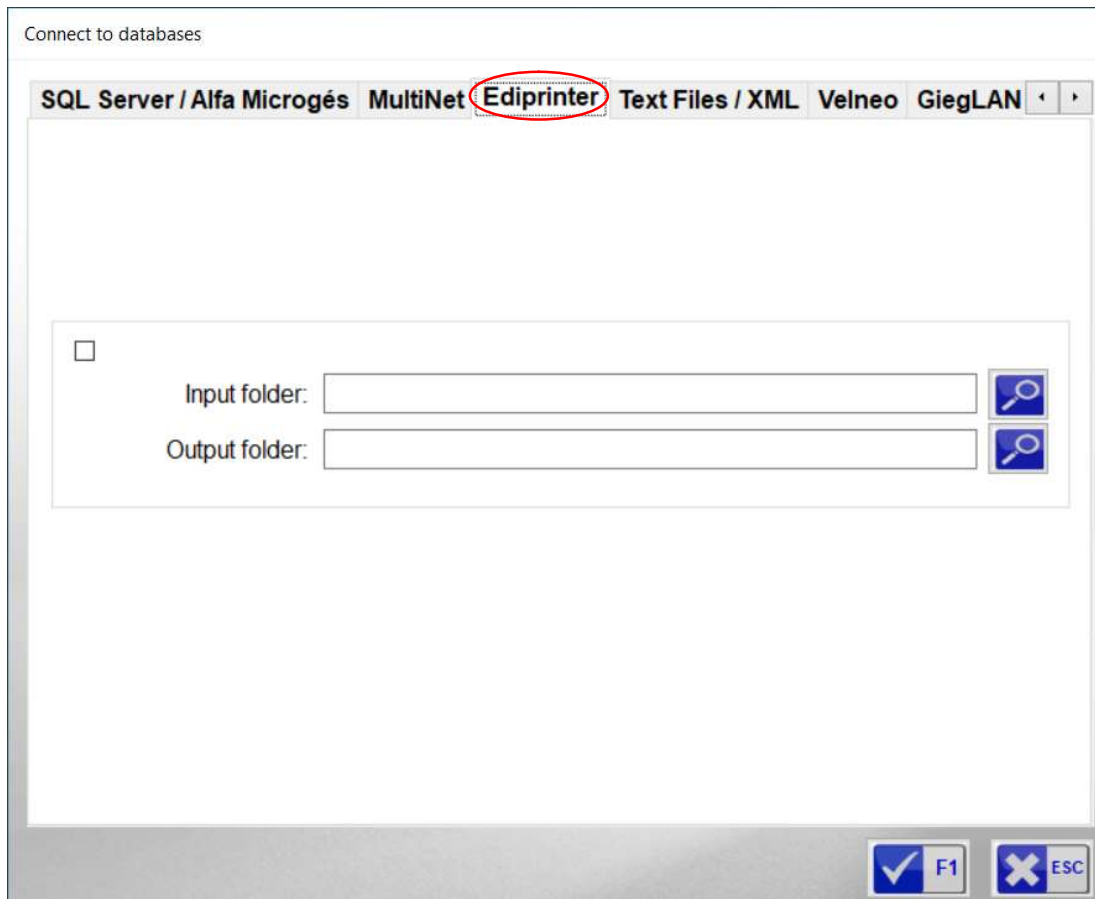 Connect to databases
SQL Server / Alfa Microgés MultiNet Ediprinter Text Files / XML Velneo GiegLAN
Input folder:
Output folder:
F1 ESC